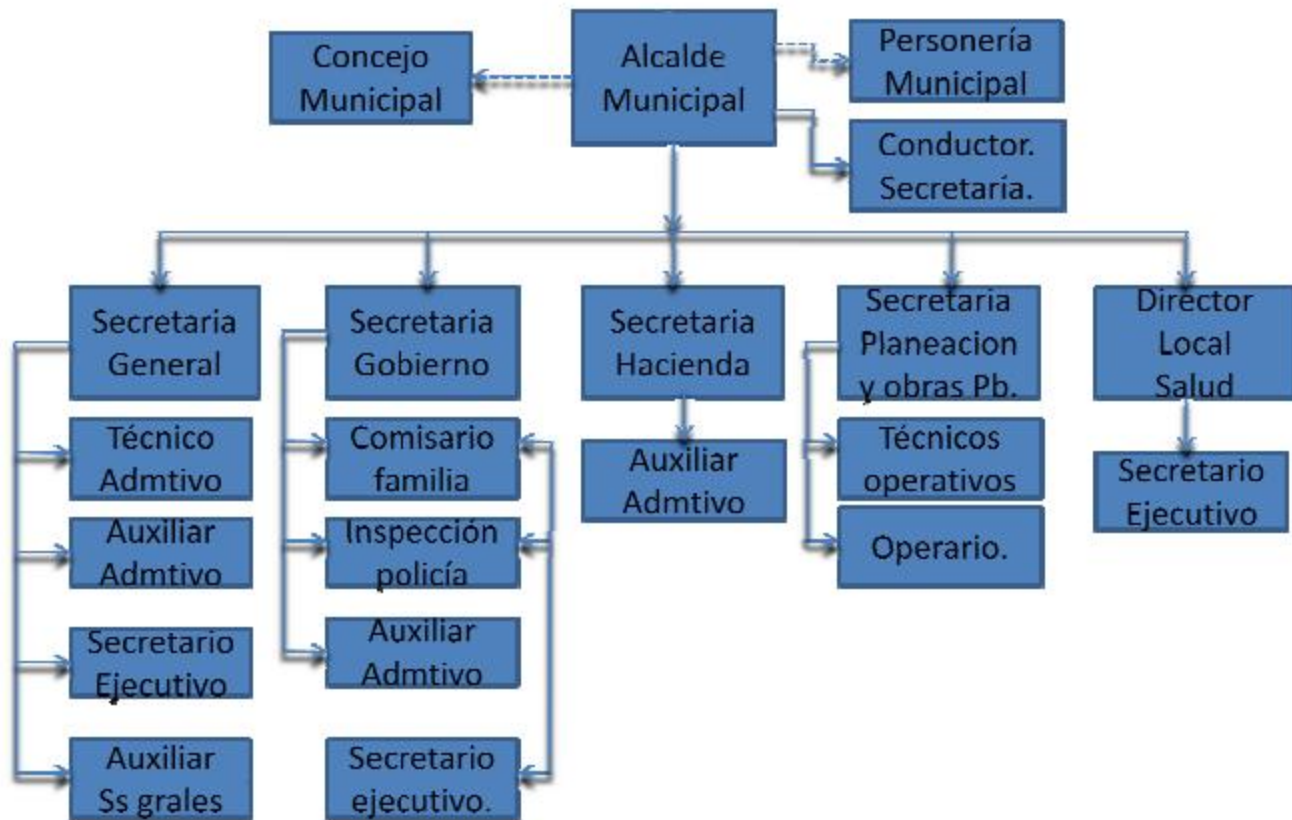 Concejo
Municipal
Alcalde
Municipal
Personería
Municipal
Conductor.
Secretaría.
Secretaria
General
Secretaria
Gobierno
Secretaria
Hacienda
Secretaria
Planeacion
y obras Pb.
Director
Local
Salud
Técnico
Admtivo
Auxiliar
Admtivo
Secretario
Ejecutivo
Auxiliar
Ss grales
Comisario
familia
Inspección
policía
Auxiliar
Admtivo
Secretario
ejecutivo.
Auxiliar
Admtivo
Técnicos
operativos
Operario.
Secretario
Ejecutivo